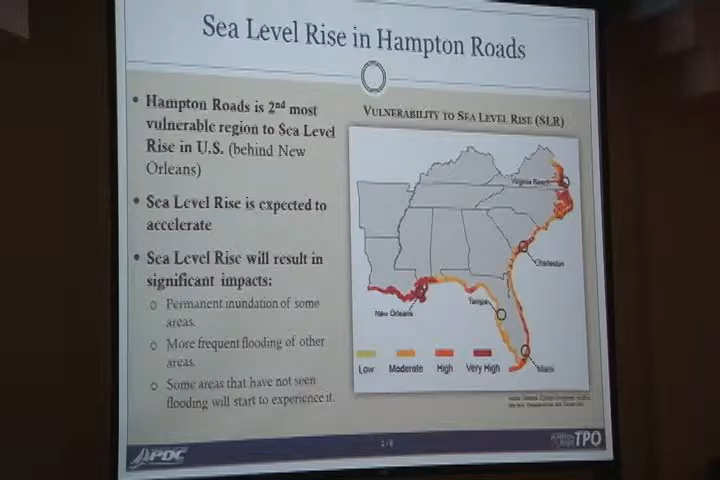 Sea Level Rise in Hampton Roads
• Hampton Roads is 2nd most
vulnerable region to Sea Level
Rise in U.S. (behind New
Orleans)
• Sea Level Rise is expected to
accelerate
• Sea Level Rise will result in
significant impacts:
o Permanent inundation of some
areas.
o More frequent flooding of other
areas.
o Some areas that have not seen
flooding will start to experience it.
VULNERABILITY TO SEA LEVEL RISE (SLR)
Virginia Beach
Charleston
New Orleans
Tampa
Miami
Low Moderate High Very High
TPO